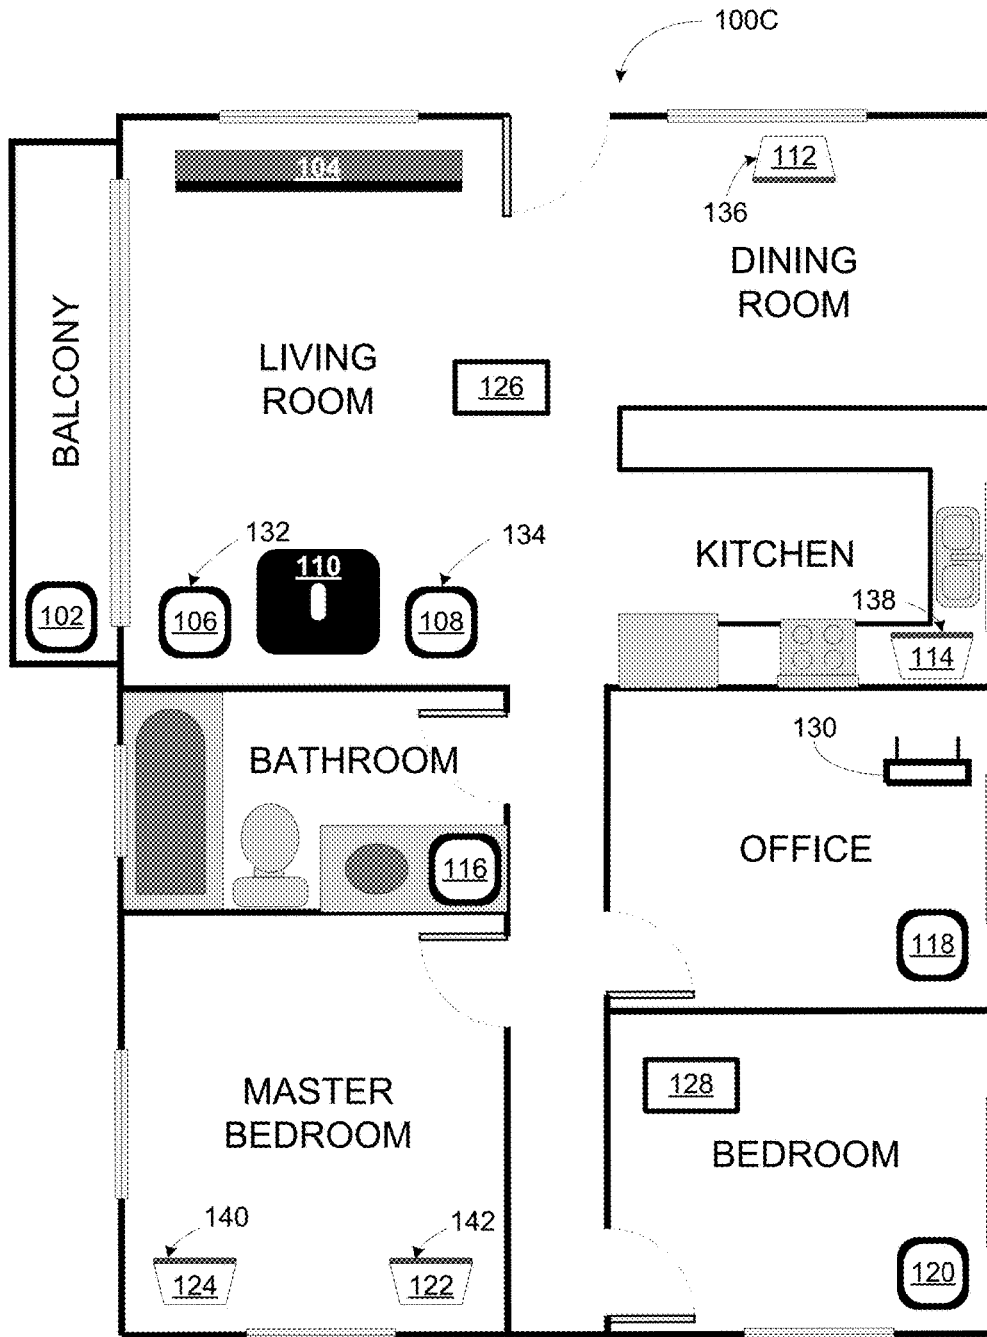 100C
104
112
136
DINING
ROOM
BALCONY
LIVING
ROOM
126
132
110
134
KITCHEN
138
102
106
108
114
130
BATHROOM
OFFICE
116
118
128
MASTER
BEDROOM
BEDROOM
140
142
124
122
120